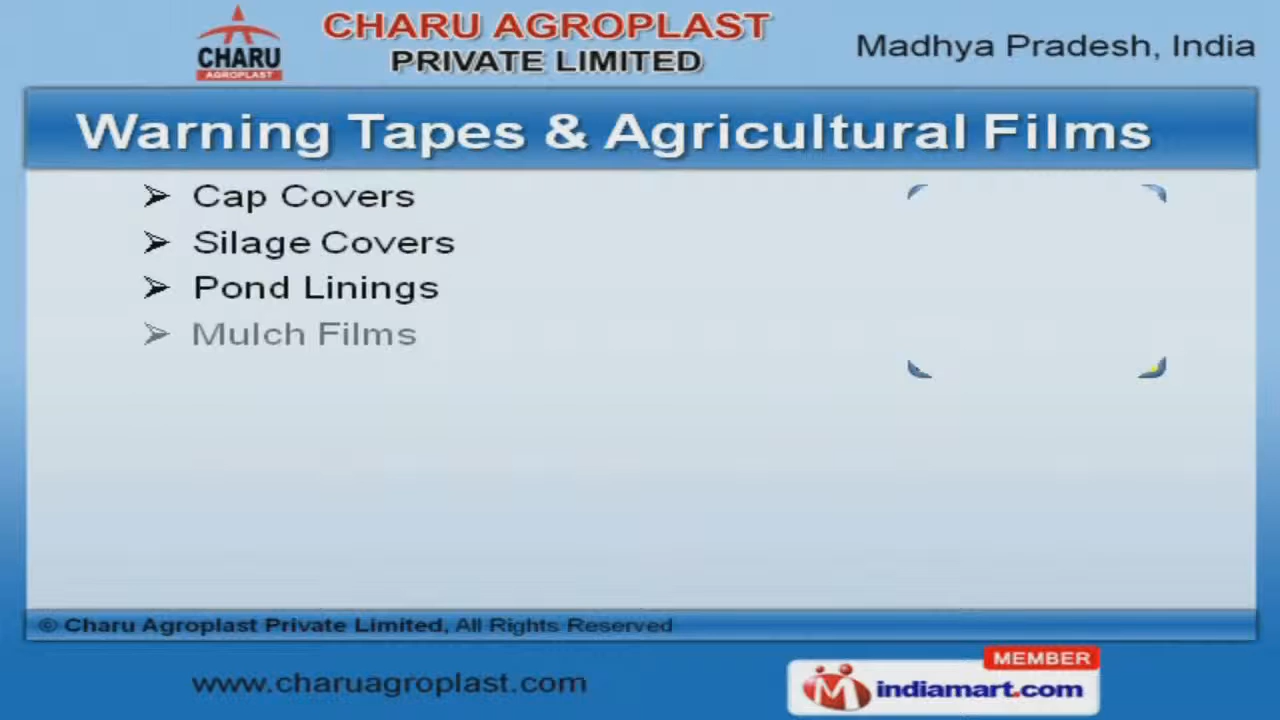 CHARU
AGROPLAST
CHARU AGROPLAST
PRIVATE LIMITED
Madhya Pradesh, India
Warning Tapes & Agricultural Films
➢ Cap Covers
➢ Silage Covers
➢ Pond Linings
➢ Mulch Films
© Charu Agroplast Private Limited, All Rights Reserved
www.charuagroplast.com
MEMBER
indiamart.com